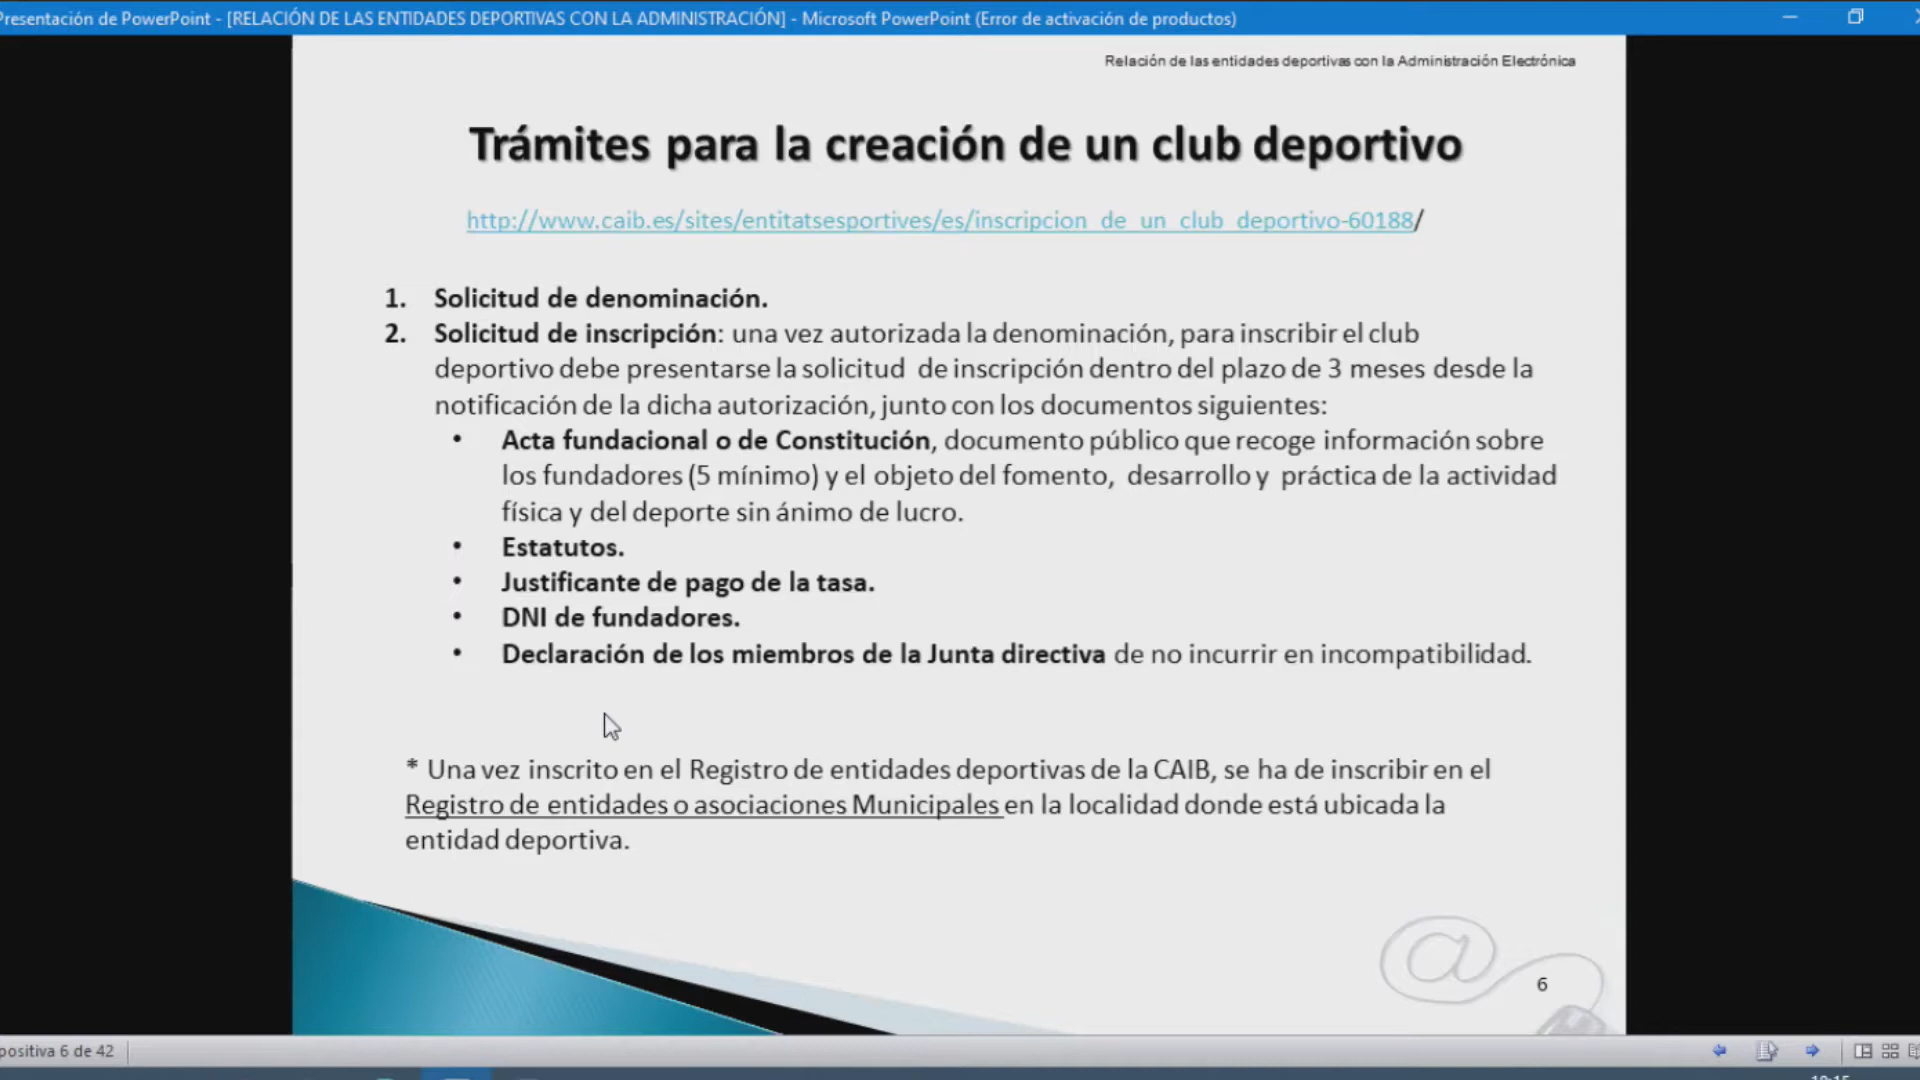 Presentación de PowerPoint - [RELACIÓN DE LAS ENTIDADES DEPORTIVAS CON LA ADMINISTRACIÓN] - Microsoft PowerPoint (Error de activación de productos)
Relación de las entidades deportivas con la Administración Electrónica
Trámites para la creación de un club deportivo
http://www.caib.es/sites/entitatsesportives/es/inscripcion_de_un_club_deportivo-60188/
1. Solicitud de denominación.
2. Solicitud de inscripción: una vez autorizada la denominación, para inscribir el club
deportivo debe presentarse la solicitud de inscripción dentro del plazo de 3 meses desde la
notificación de la dicha autorización, junto con los documentos siguientes:
• Acta fundacional o de Constitución, documento público que recoge información sobre
los fundadores (5 mínimo) y el objeto del fomento, desarrollo y práctica de la actividad
física y del deporte sin ánimo de lucro.
• Estatutos.
• Justificante de pago de la tasa.
• DNI de fundadores.
• Declaración de los miembros de la Junta directiva de no incurrir en incompatibilidad.
* Una vez inscrito en el Registro de entidades deportivas de la CAIB, se ha de inscribir en el
Registro de entidades o asociaciones Municipales en la localidad donde está ubicada la
entidad deportiva.
@
6
positiva 6 de 42